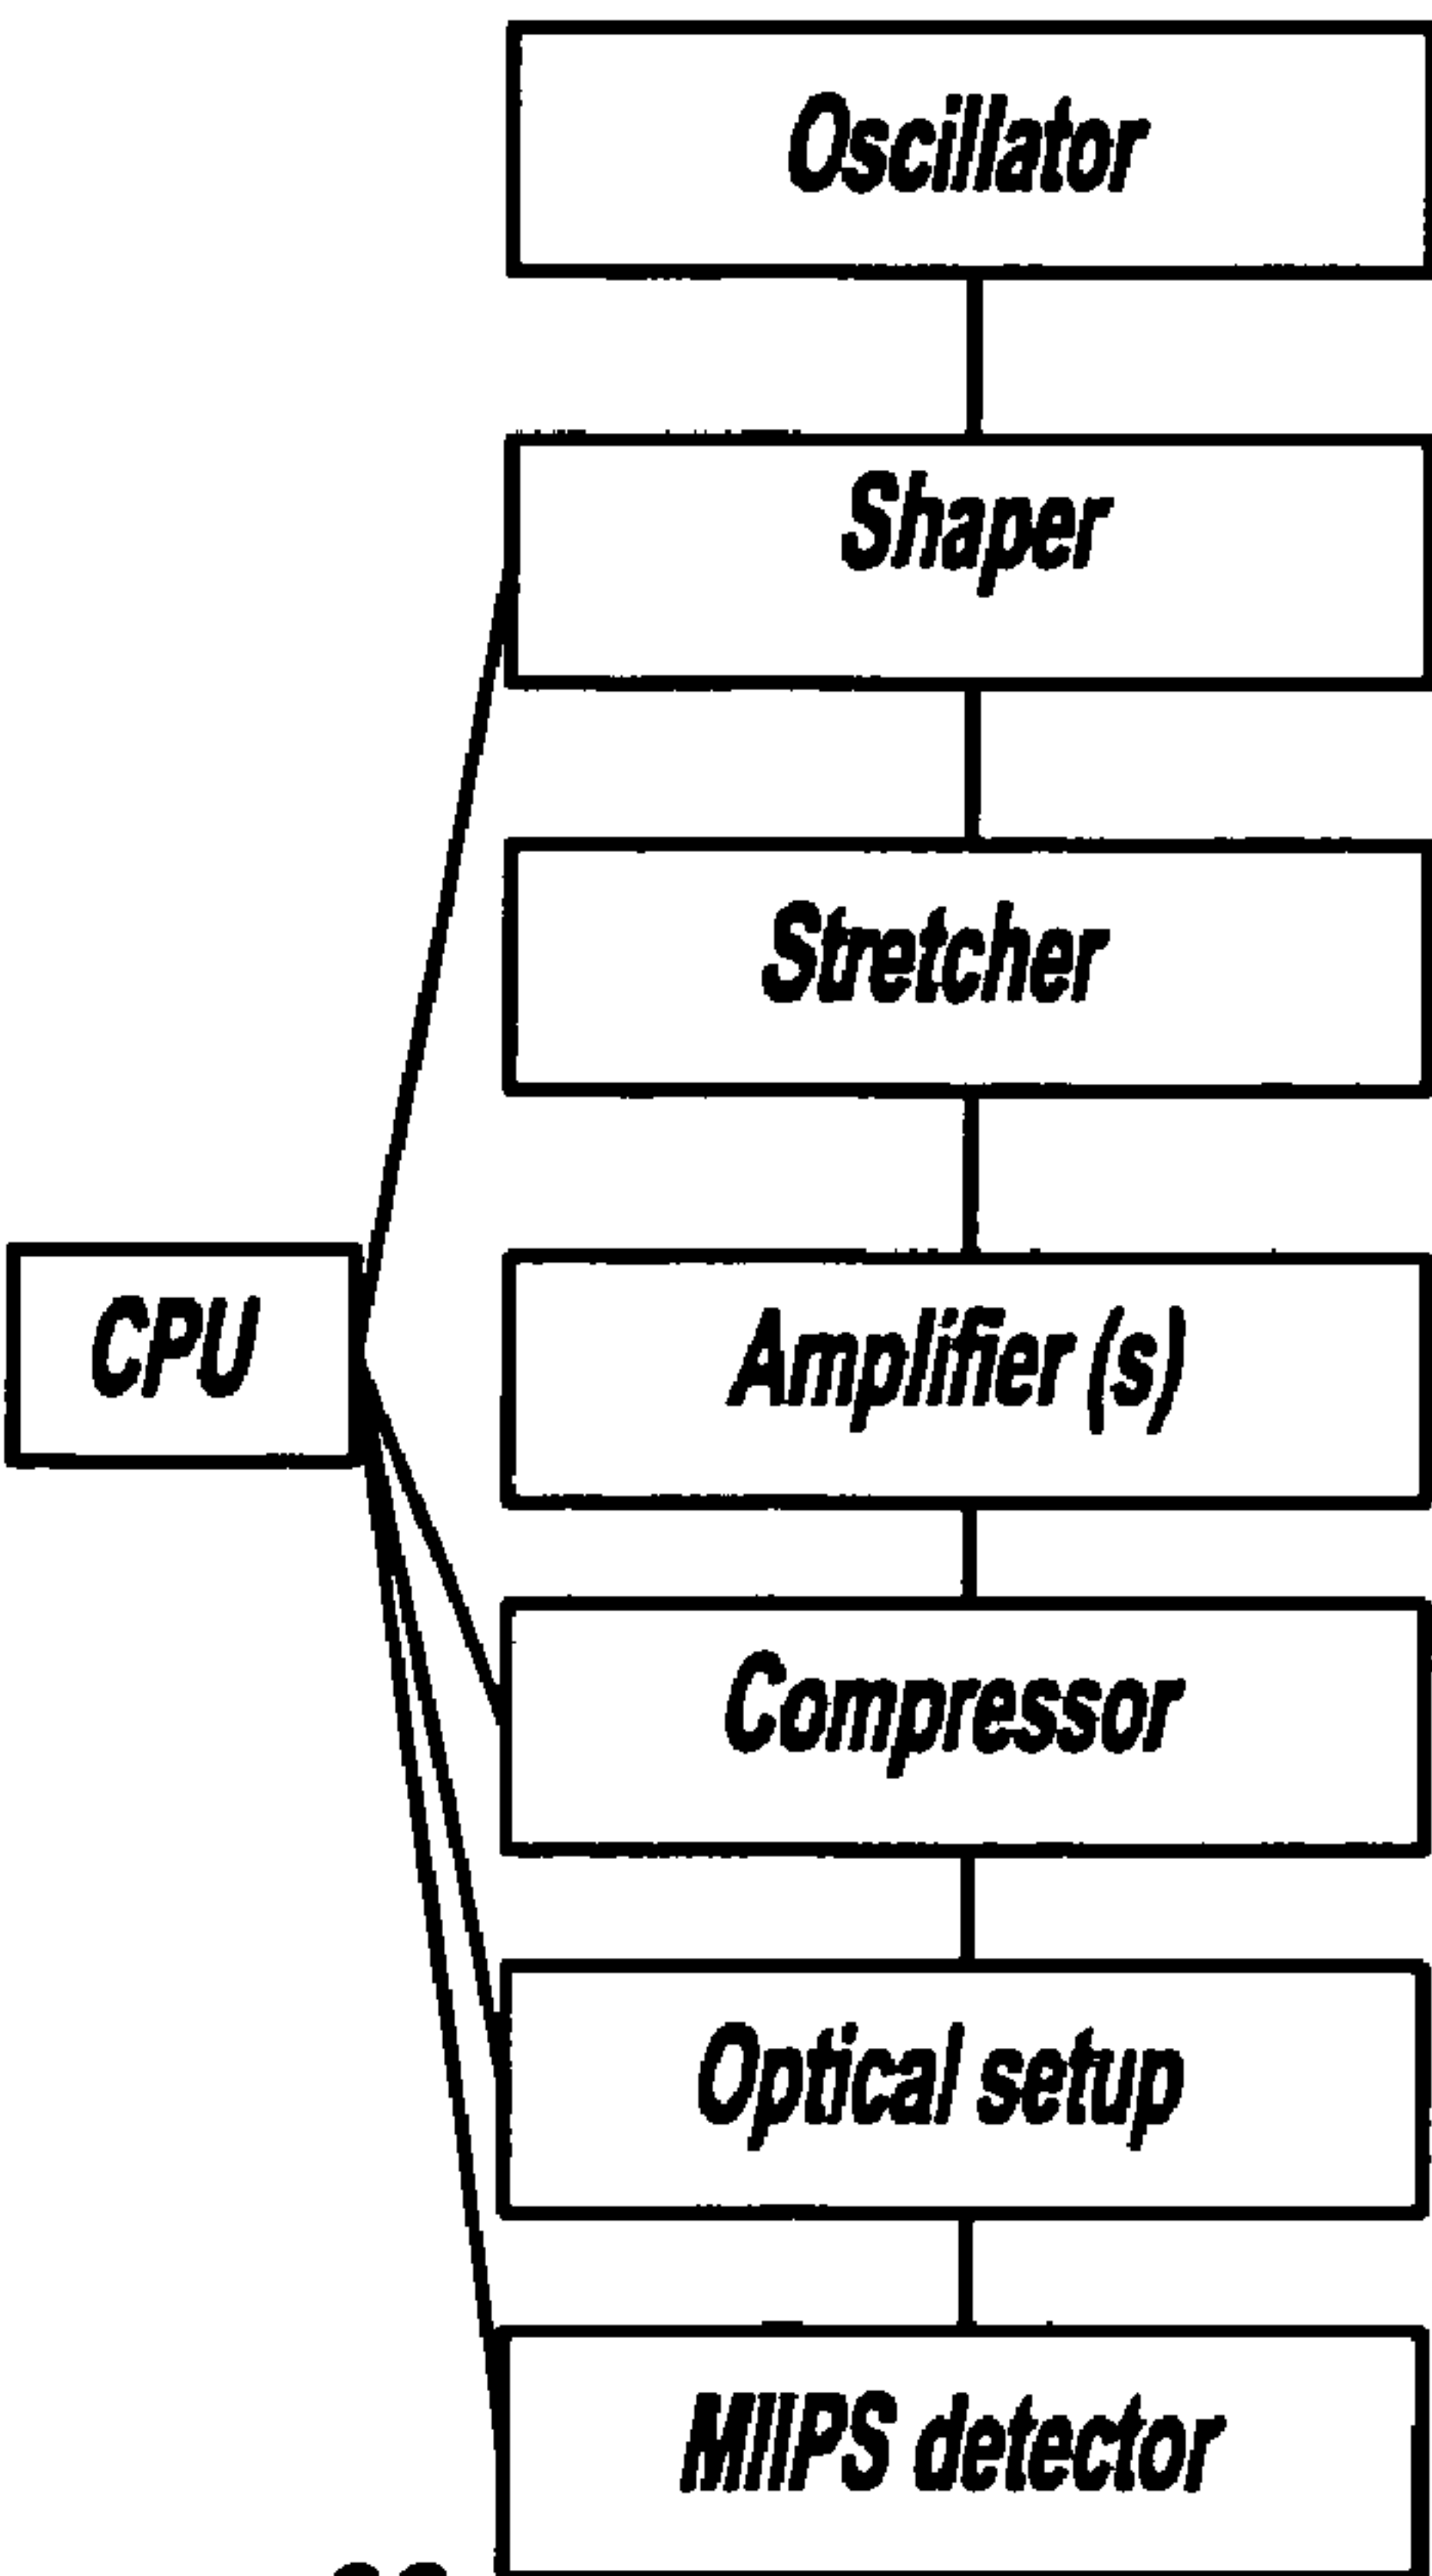 Oscillator
Shaper
Stretcher
CPU
Amplifier (s)
Compressor
Optical setup
MIIPS detector